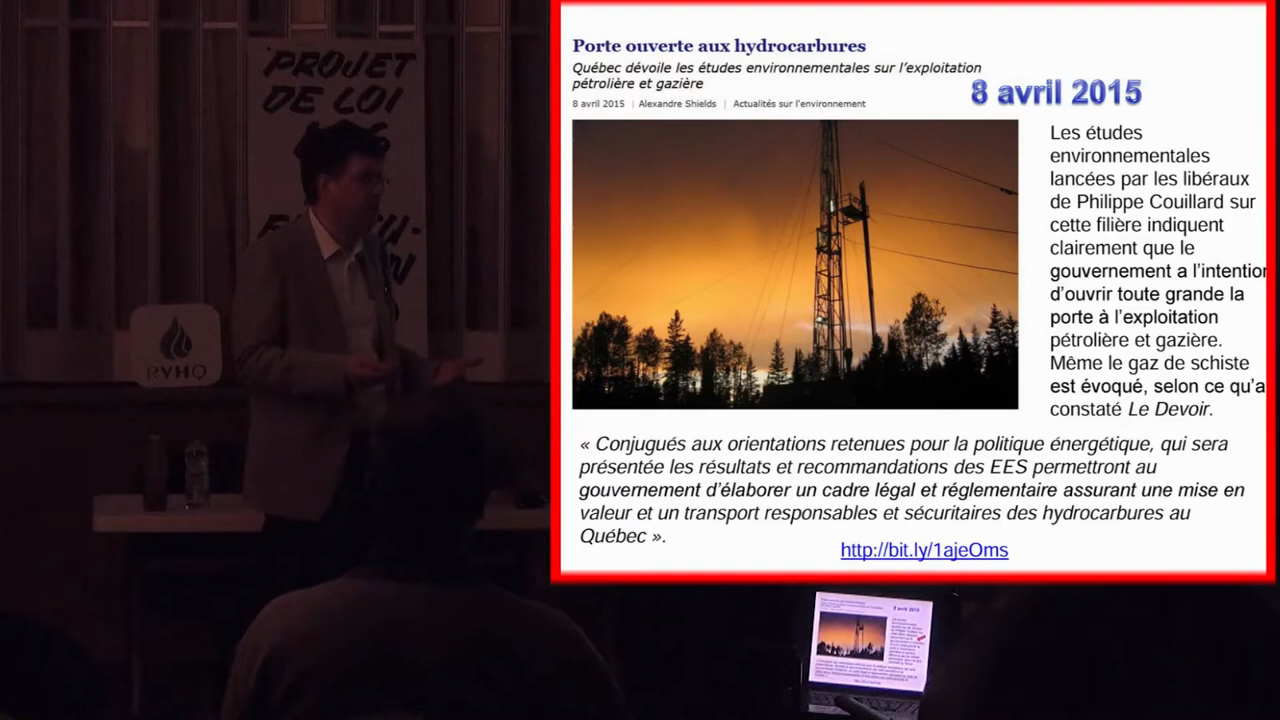 PROJET
DE LOI
RVHQ
Porte ouverte aux hydrocarbures
Québec dévoile les études environnementales sur l'exploitation
pétrolière et gazière
8 avril 2015 | Alexandre Shields | Actualités sur l'environnement
8 avril 2015
Les études
environnementales
lancées par les libéraux
de Philippe Couillard sur
cette filière indiquent
clairement que le
gouvernement a l'intention
d'ouvrir toute grande la
porte à l'exploitation
pétrolière et gazière.
Même le gaz de schiste
est évoqué, selon ce qu'a
constaté Le Devoir.
« Conjugués aux orientations retenues pour la politique énergétique, qui sera
présentée les résultats et recommandations des EES permettront au
gouvernement d'élaborer un cadre légal et réglementaire assurant une mise en
valeur et un transport responsables et sécuritaires des hydrocarbures au
Québec ».
http://bit.ly/1ajeOms
8 avril 2015